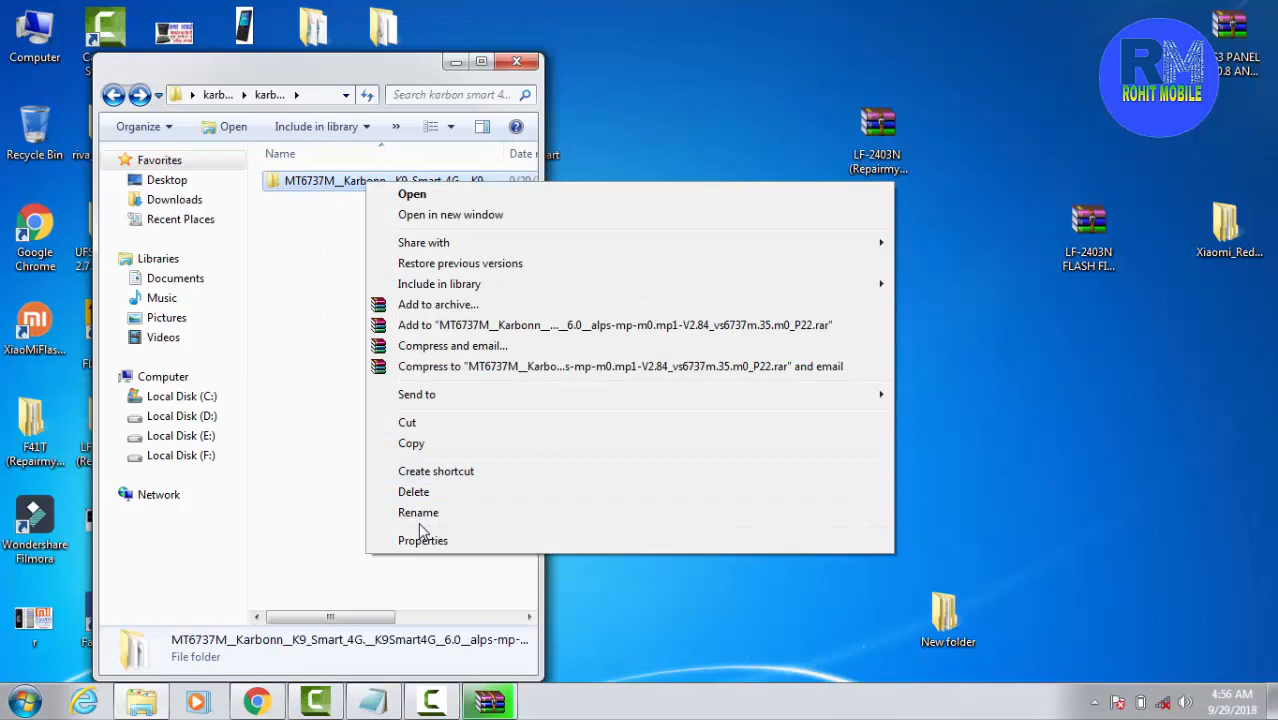 Computer
Recycle Bin
Google
Chrome
XiaoMiFlas...
F41T
(Repairmy...
Wondershare
Filmora
r
karb...
karb...
Search karbon smart 4...
Organize
Open
Include in library
»
Name
Date
Favorites
Desktop
Downloads
Recent Places
Libraries
Documents
Music
Pictures
Videos
Computer
Local Disk (C:)
Local Disk (D:)
Local Disk (E:)
Local Disk (F:)
Network
Open
Open in new window
Share with
Restore previous versions
Include in library
Add to archive...
Add to "MT6737M__Karbonn__..._6.0__alps-mp-m0.mp1-V2.84_vs6737m.35.m0_P22.rar"
Compress and email...
Compress to "MT6737M__Karbo...s-mp-m0.mp1-V2.84_vs6737m.35.m0_P22.rar" and email
Send to
Cut
Copy
Create shortcut
Delete
Rename
Properties
MT6737M__Karbonn__K9_Smart_4G.__K9Smart4G__6.0__alps-mp-...
File folder
LF-2403N
(Repairmy...
LF-2403N
FLASH FI...
Xiaomi_Red...
New folder
RM
ROHIT MOBILE
4:56 AM
9/29/2018